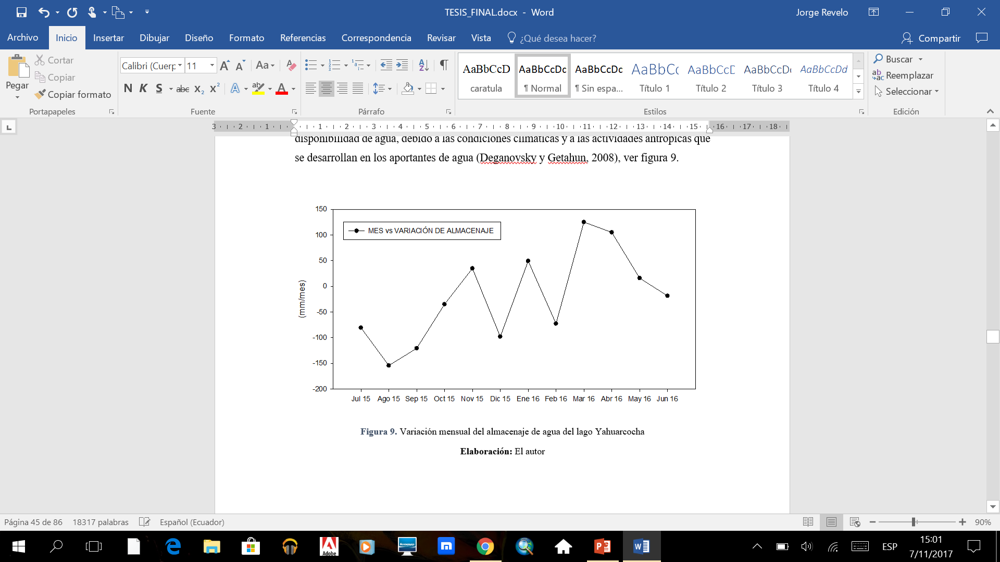 TESIS_FINAL.docx - Word
Jorge Revelo
Archivo
Inicio
Insertar
Dibujar
Diseño
Formato
Referencias
Correspondencia
Revisar
Vista
¿Qué desea hacer?
Compartir
Pegar
Cortar
Copiar
Copiar formato
Portapapeles
Calibri (Cuerp
11
Aa
N K S abc X₂ X²
A
Fuente
Párrafo
AaBbCcD
caratula
AaBbCcDc
¶ Normal
AaBbCcDc
¶ Sin espa...
AaBbCc
Título 1
AaBbCcD
Título 2
AaBbCcDc
Título 3
AaBbCcDd
Título 4
Estilos
Buscar
Reemplazar
Seleccionar
Edición
3 2 1 1 2 3 4 5 6 7 8 9 10 11 12 13 14 15 16 17 18
disponibilidad de agua, debido a las condiciones climáticas y a las actividades antrópicas que
se desarrollan en los aportantes de agua (Deganovsky y Getahun, 2008), ver figura 9.
MES vs VARIACIÓN DE ALMACENAJE
(mm/mes)
150
100
50
0
-50
-100
-150
-200
Jul 15 Ago 15 Sep 15 Oct 15 Nov 15 Dic 15 Ene 16 Feb 16 Mar 16 Abr 16 May 16 Jun 16
Figura 9. Variación mensual del almacenaje de agua del lago Yahuarcocha
Elaboración: El autor
Página 45 de 86
18317 palabras
Español (Ecuador)
90%
Adobe
lenovo
ESP
15:01
7/11/2017